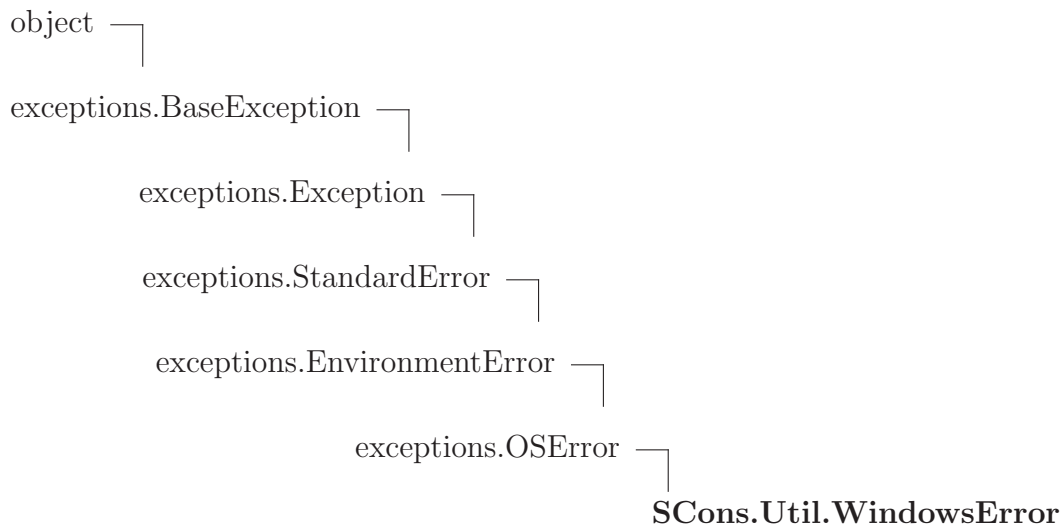 object
exceptions.BaseException
exceptions.Exception
exceptions.StandardError
exceptions.EnvironmentError
exceptions.OSError
SCons.Util.WindowsError